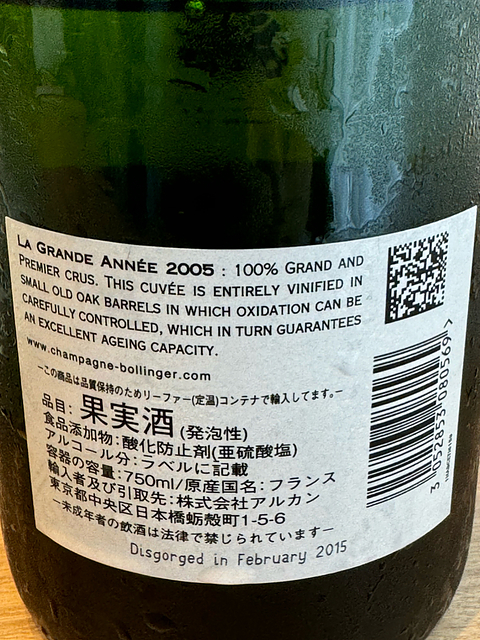 LA GRANDE ANNÉE 2005 : 100% GRAND AND
PREMIER CRUS. THIS CUVÉE IS ENTIRELY VINIFIED IN
SMALL OLD OAK BARRELS IN WHICH OXIDATION CAN BE
CAREFULLY CONTROLLED, WHICH IN TURN GUARANTEES
AN EXCELLENT AGEING CAPACITY.
www.champagne-bollinger.com
ーこの商品は品質保持のためリーファー(定温)コンテナで輸入してます。ー
品目: 果実酒 (発泡性)
食品添加物: 酸化防止剤(亜硫酸塩)
アルコール分: ラベルに記載
容器の容量: 750ml/原産国名: フランス
輸入者及び引取先: 株式会社アルカン
東京都中央区日本橋蛎殻町1-5-6
ー未成年者の飲酒は法律で禁じられていますー
Disgorged in February 2015
3 052853 080569 >